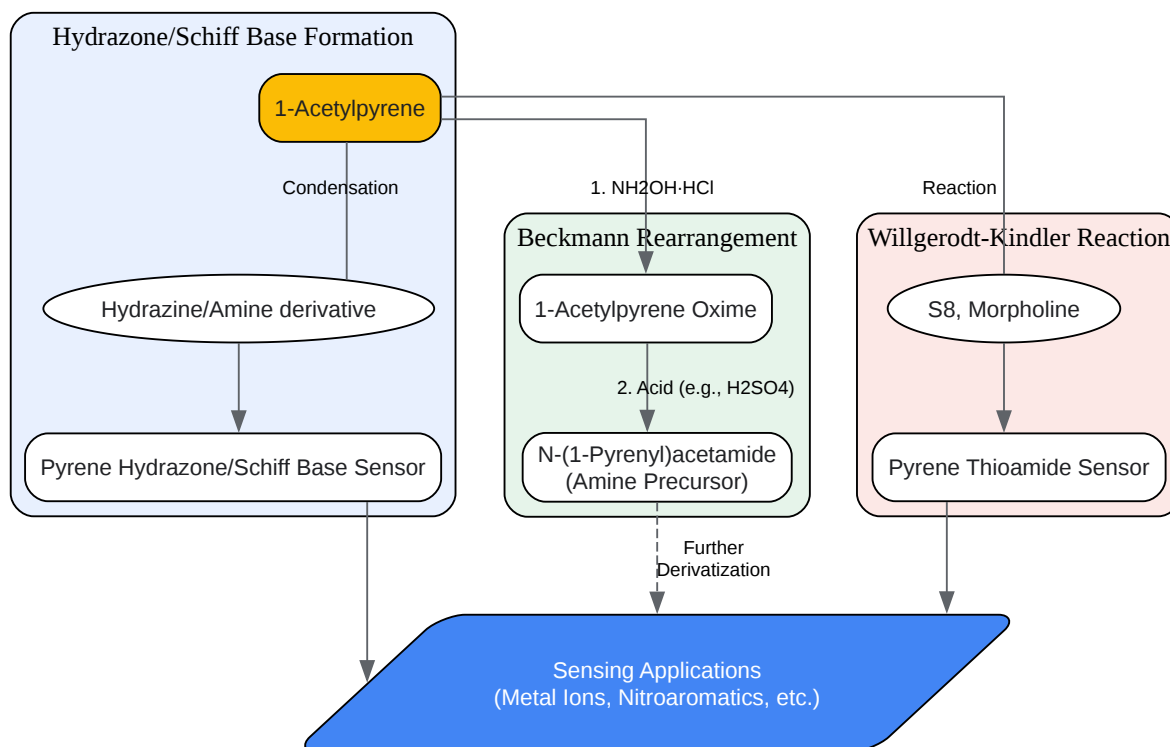 Hydrazone/Schiff Base Formation
1-Acetylpyrene
Condensation
1. NH2OH·HCl
Reaction
Beckmann Rearrangement
Willgerodt-Kindler Reaction
Hydrazine/Amine derivative
1-Acetylpyrene Oxime
S8, Morpholine
2. Acid (e.g., H2SO4)
Pyrene Hydrazone/Schiff Base Sensor
N-(1-Pyrenyl)acetamide
(Amine Precursor)
Pyrene Thioamide Sensor
Further
Derivatization
Sensing Applications
(Metal Ions, Nitroaromatics, etc.)